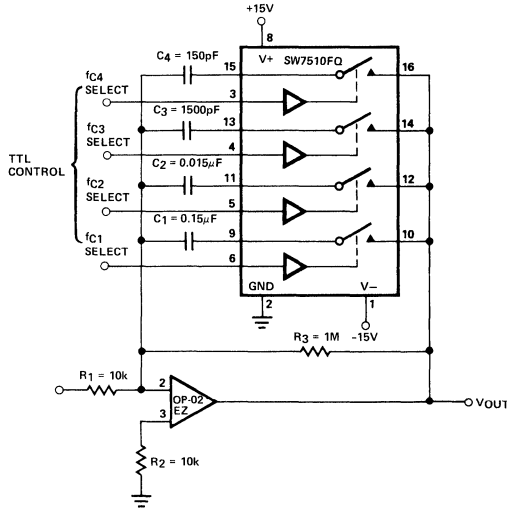 +15V
8
V+ SW7510FQ
C4 = 150pF
15
16
fC4
SELECT
3
C3 = 1500pF
13
14
fC3
SELECT
4
TTL
CONTROL
C2 = 0.015μF
11
12
fC2
SELECT
5
C1 = 0.15μF
9
10
fC1
SELECT
6
GND
V−
2
1
-15V
R3 = 1M
R1 = 10k
2
OP-02
EZ
3
VOUT
R2 = 10k